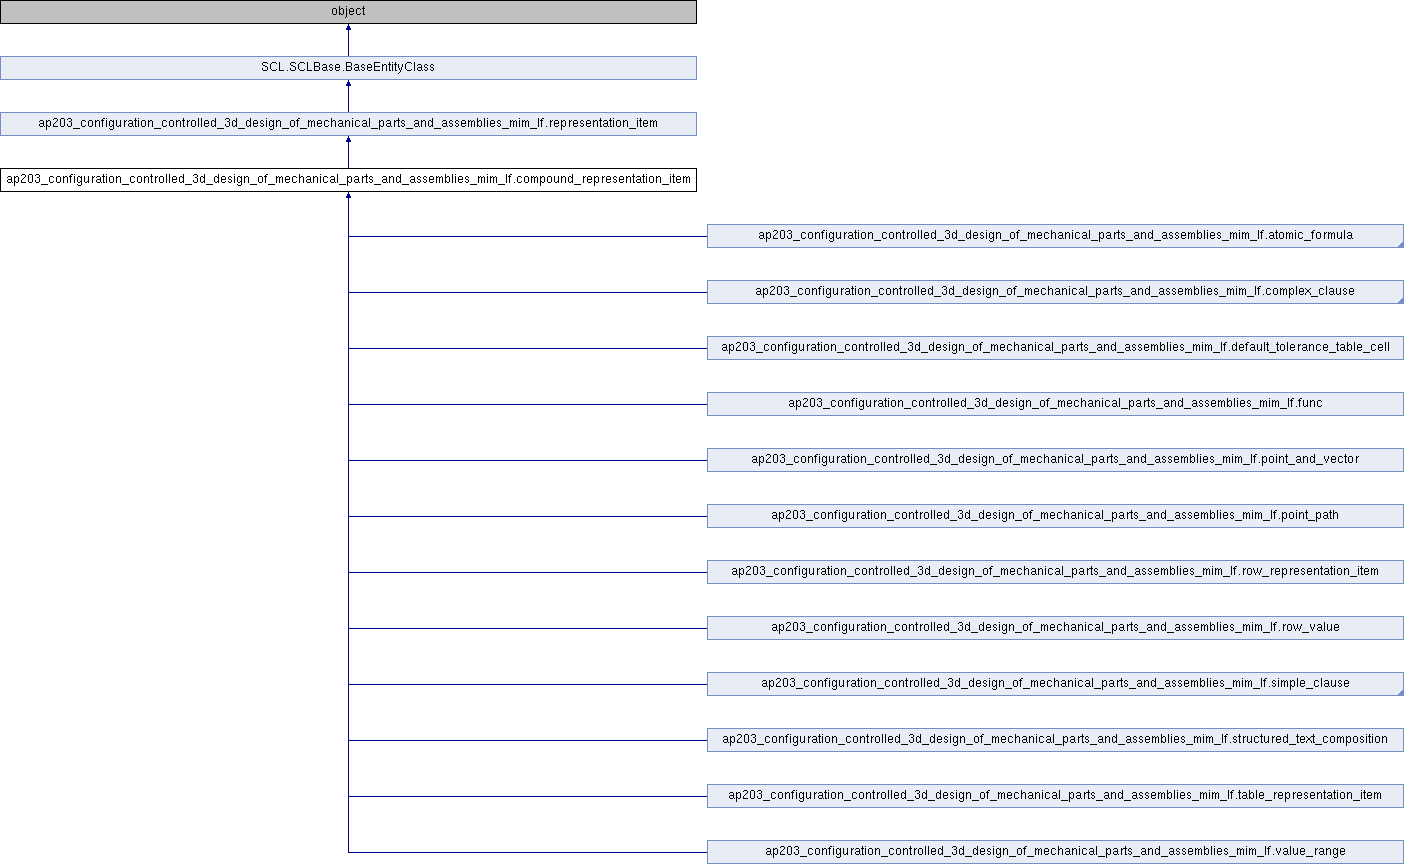 object
SCL.SCLBase.BaseEntityClass
ap203_configuration_controlled_3d_design_of_mechanical_parts_and_assemblies_mim_lf.representation_item
ap203_configuration_controlled_3d_design_of_mechanical_parts_and_assemblies_mim_lf.compound_representation_item
ap203_configuration_controlled_3d_design_of_mechanical_parts_and_assemblies_mim_lf.atomic_formula
ap203_configuration_controlled_3d_design_of_mechanical_parts_and_assemblies_mim_lf.complex_clause
ap203_configuration_controlled_3d_design_of_mechanical_parts_and_assemblies_mim_lf.default_tolerance_table_cell
ap203_configuration_controlled_3d_design_of_mechanical_parts_and_assemblies_mim_lf.func
ap203_configuration_controlled_3d_design_of_mechanical_parts_and_assemblies_mim_lf.point_and_vector
ap203_configuration_controlled_3d_design_of_mechanical_parts_and_assemblies_mim_lf.point_path
ap203_configuration_controlled_3d_design_of_mechanical_parts_and_assemblies_mim_lf.row_representation_item
ap203_configuration_controlled_3d_design_of_mechanical_parts_and_assemblies_mim_lf.row_value
ap203_configuration_controlled_3d_design_of_mechanical_parts_and_assemblies_mim_lf.simple_clause
ap203_configuration_controlled_3d_design_of_mechanical_parts_and_assemblies_mim_lf.structured_text_composition
ap203_configuration_controlled_3d_design_of_mechanical_parts_and_assemblies_mim_lf.table_representation_item
ap203_configuration_controlled_3d_design_of_mechanical_parts_and_assemblies_mim_lf.value_range